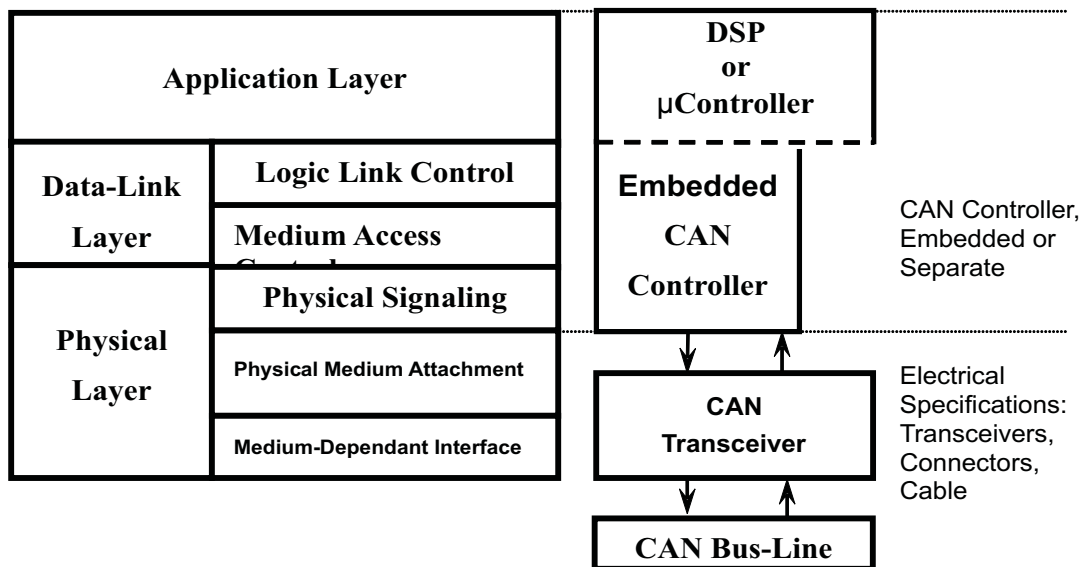 Application Layer
Data-Link
Layer
Logic Link Control
Medium Access
Physical
Layer
Physical Signaling
Physical Medium Attachment
Medium-Dependant Interface
DSP
or
µController
Embedded
CAN
Controller
CAN
Transceiver
CAN Bus-Line
CAN Controller,
Embedded or
Separate
Electrical
Specifications:
Transceivers,
Connectors,
Cable